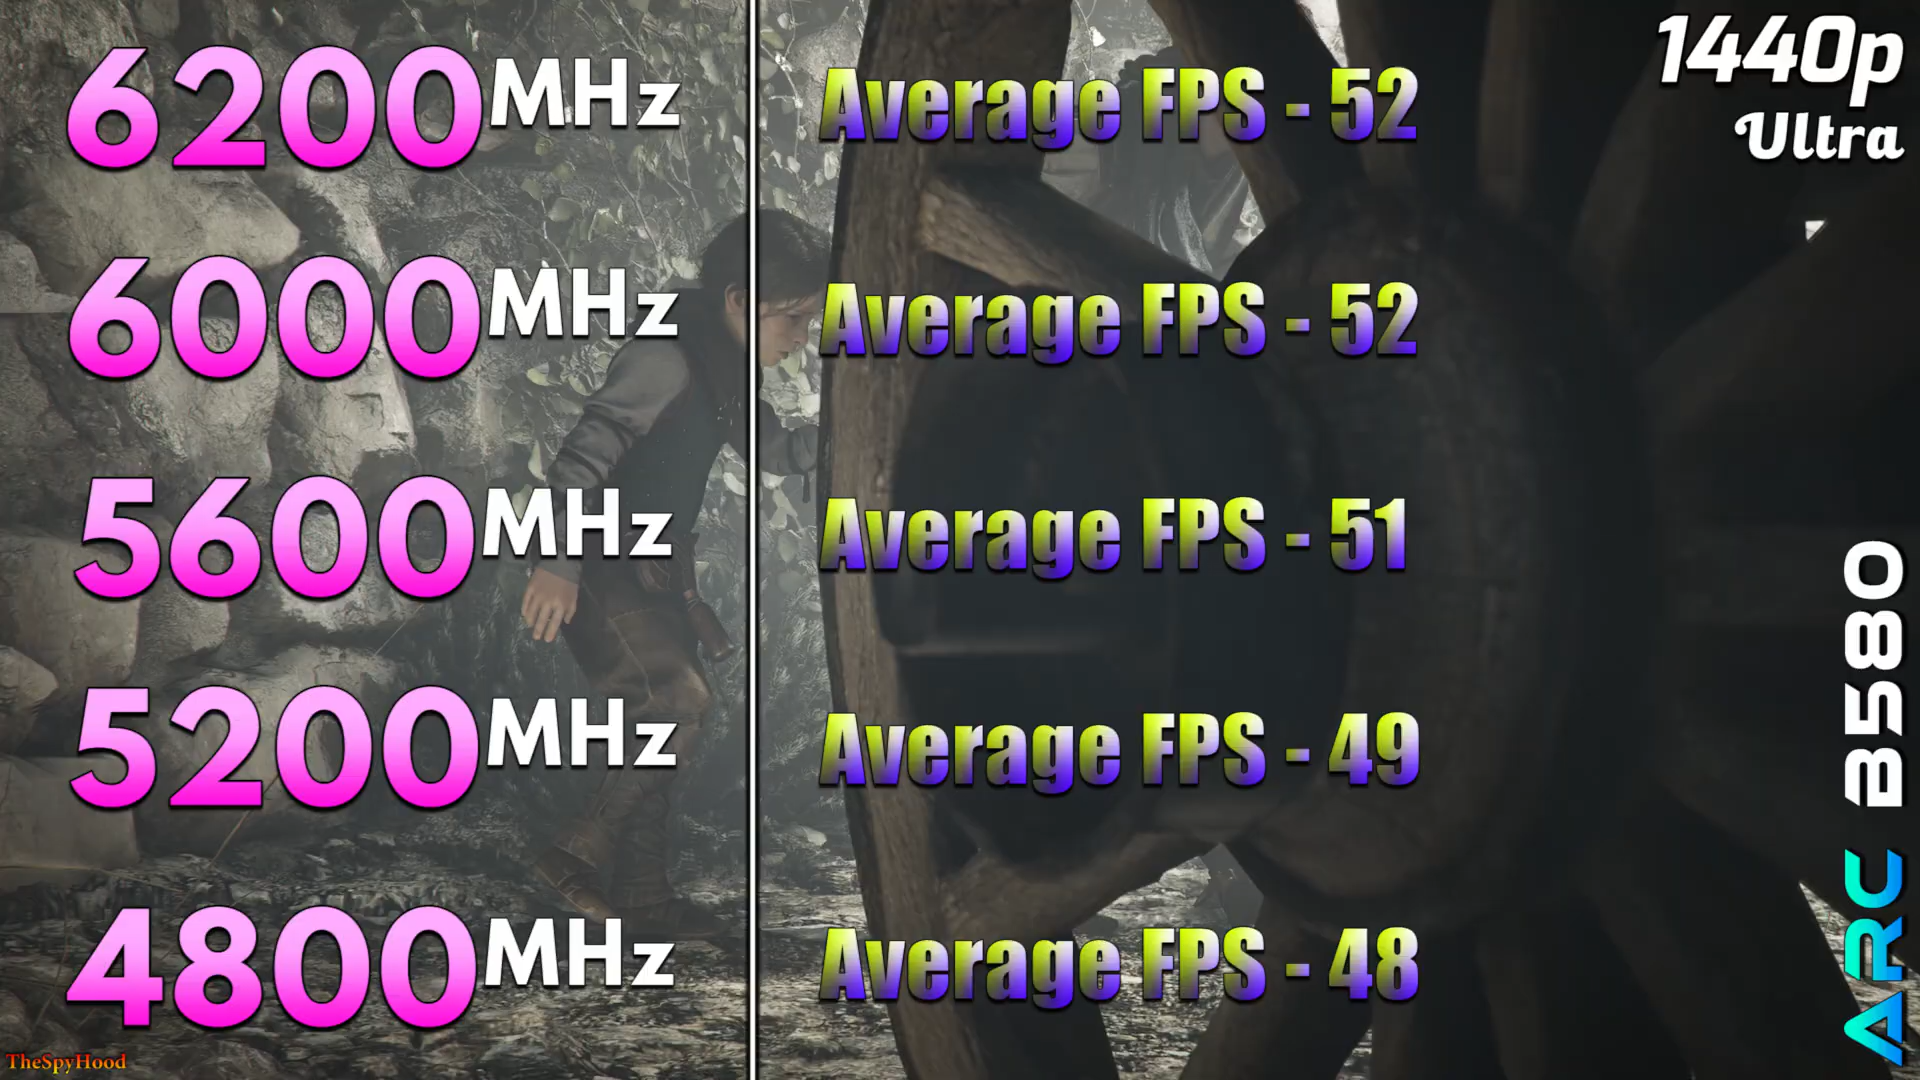 6200MHz Average FPS - 52
6000MHz Average FPS - 52
5600MHz Average FPS - 51
5200MHz Average FPS - 49
4800MHz Average FPS - 48
1440p
Ultra
ARC B580
TheSpyHood